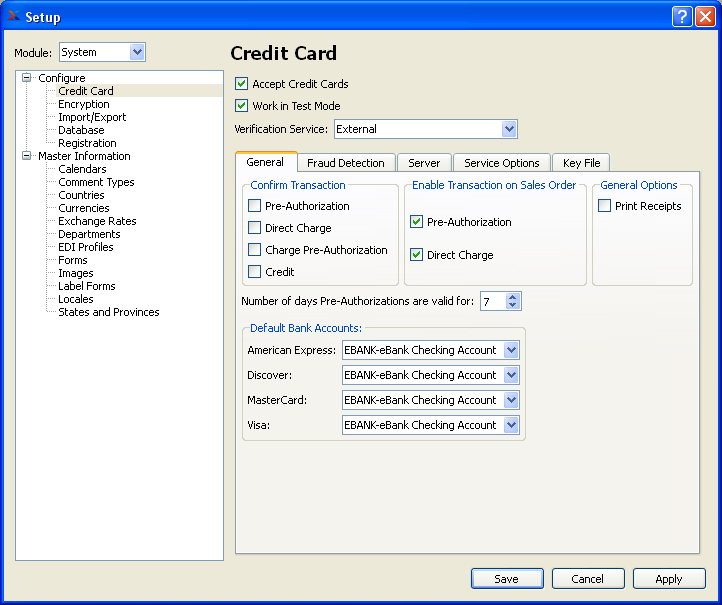 Setup
Module: System
Configure
Credit Card
Encryption
Import/Export
Database
Registration
Master Information
Calendars
Comment Types
Countries
Currencies
Exchange Rates
Departments
EDI Profiles
Forms
Images
Label Forms
Locales
States and Provinces
Credit Card
Accept Credit Cards
Work in Test Mode
Verification Service: External
General Fraud Detection Server Service Options Key File
Confirm Transaction
Pre-Authorization
Direct Charge
Charge Pre-Authorization
Credit
Enable Transaction on Sales Order
Pre-Authorization
Direct Charge
General Options
Print Receipts
Number of days Pre-Authorizations are valid for: 7
Default Bank Accounts:
American Express: EBANK-eBank Checking Account
Discover: EBANK-eBank Checking Account
MasterCard: EBANK-eBank Checking Account
Visa: EBANK-eBank Checking Account
Save Cancel Apply